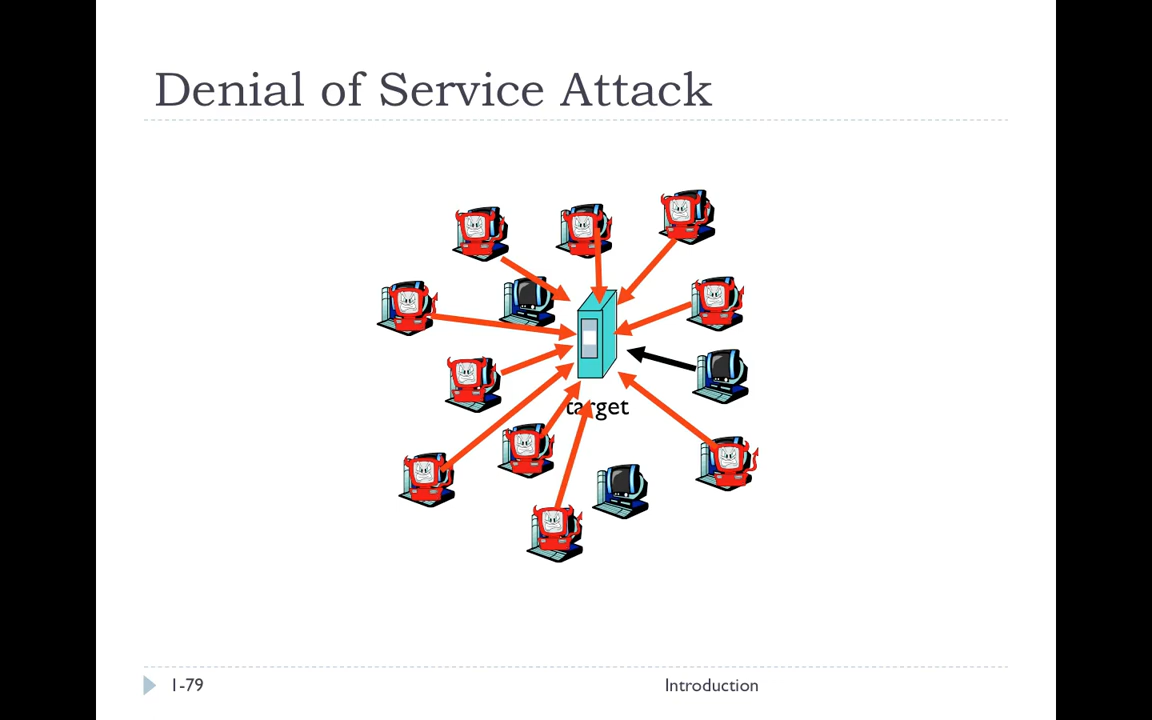 Denial of Service Attack
target
1-79
Introduction